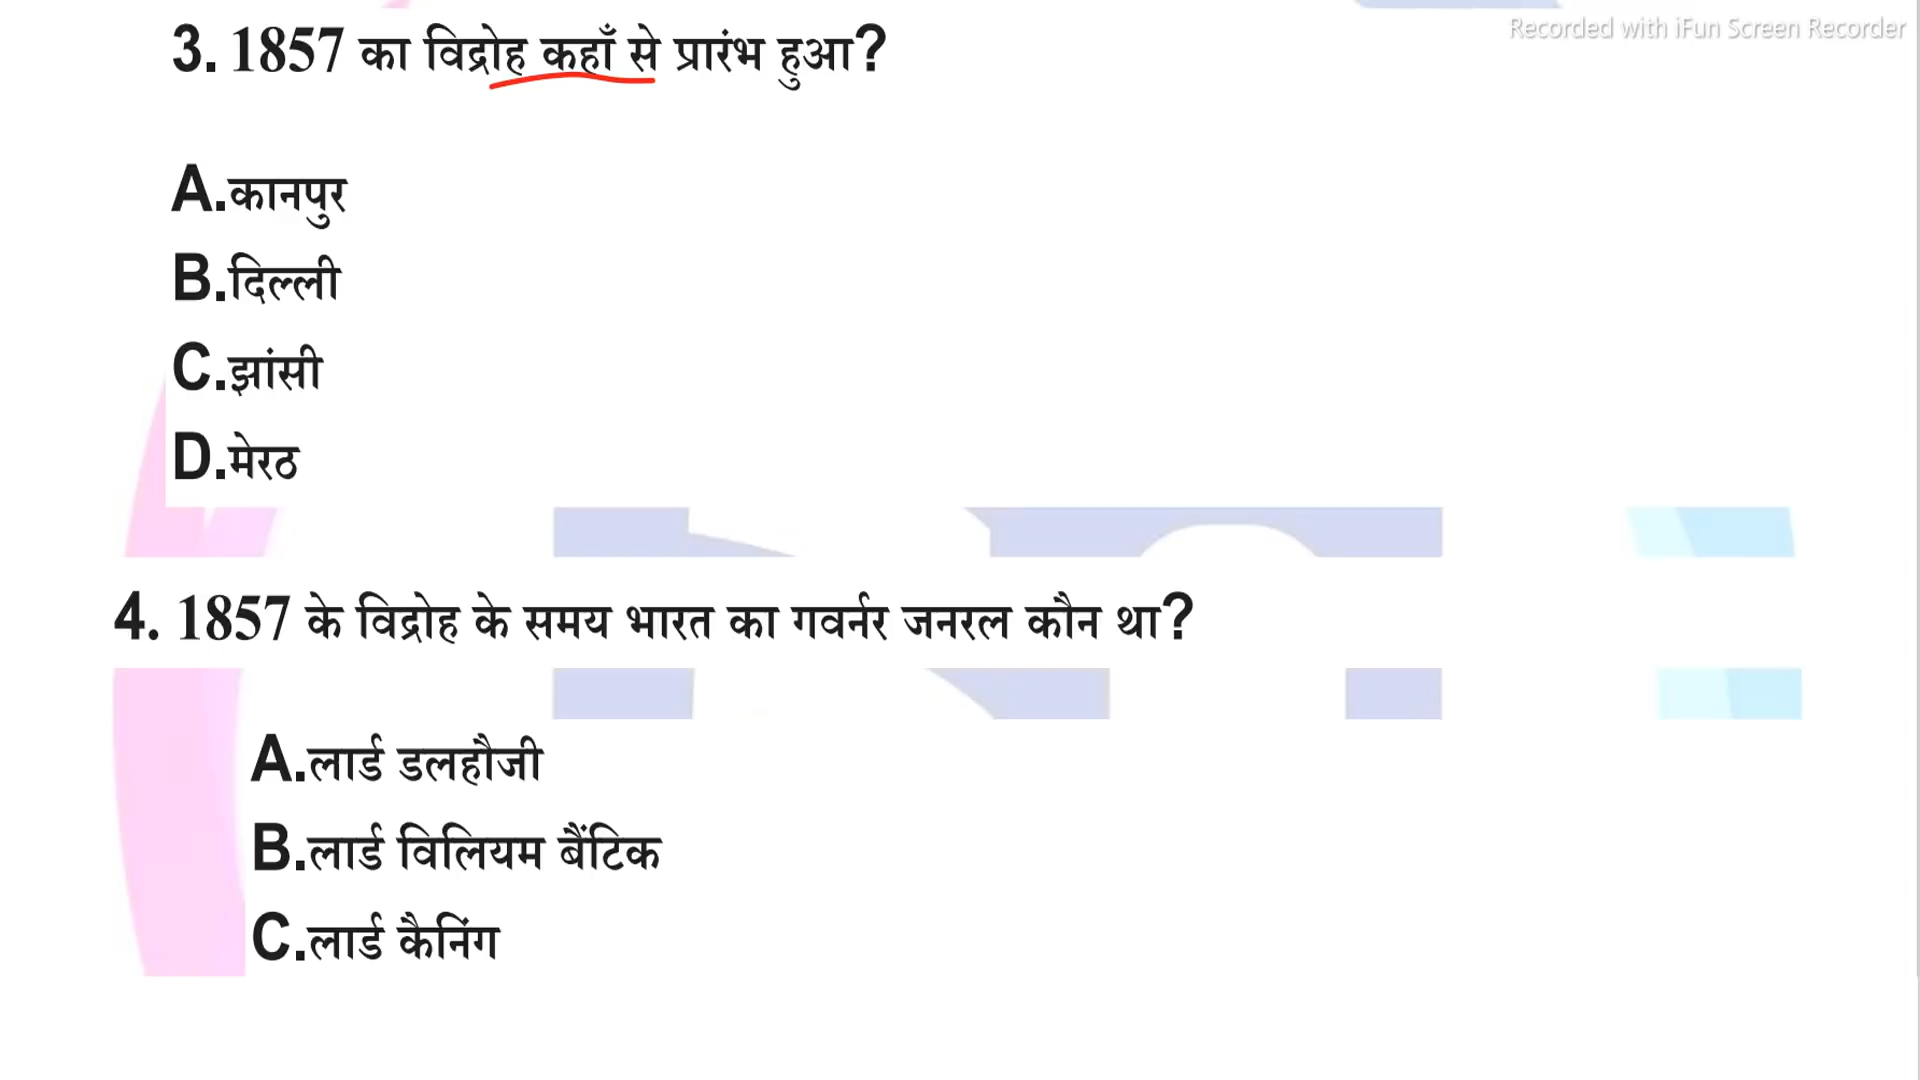 Recorded with iFun Screen Recorder
3. 1857 का विद्रोह कहाँ से प्रारंभ हुआ?
A.कानपुर
B.दिल्ली
C.झांसी
D.मेरठ
4. 1857 के विद्रोह के समय भारत का गवर्नर जनरल कौन था?
A.लार्ड डलहौजी
B.लार्ड विलियम बैंटिक
C.लार्ड कैनिंग